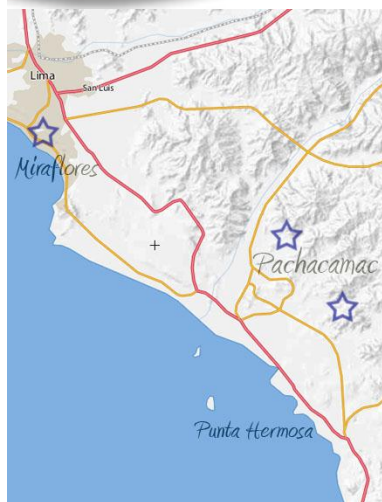 Lima
San Luis
Miraflores
Pachacamac
Punta Hermosa